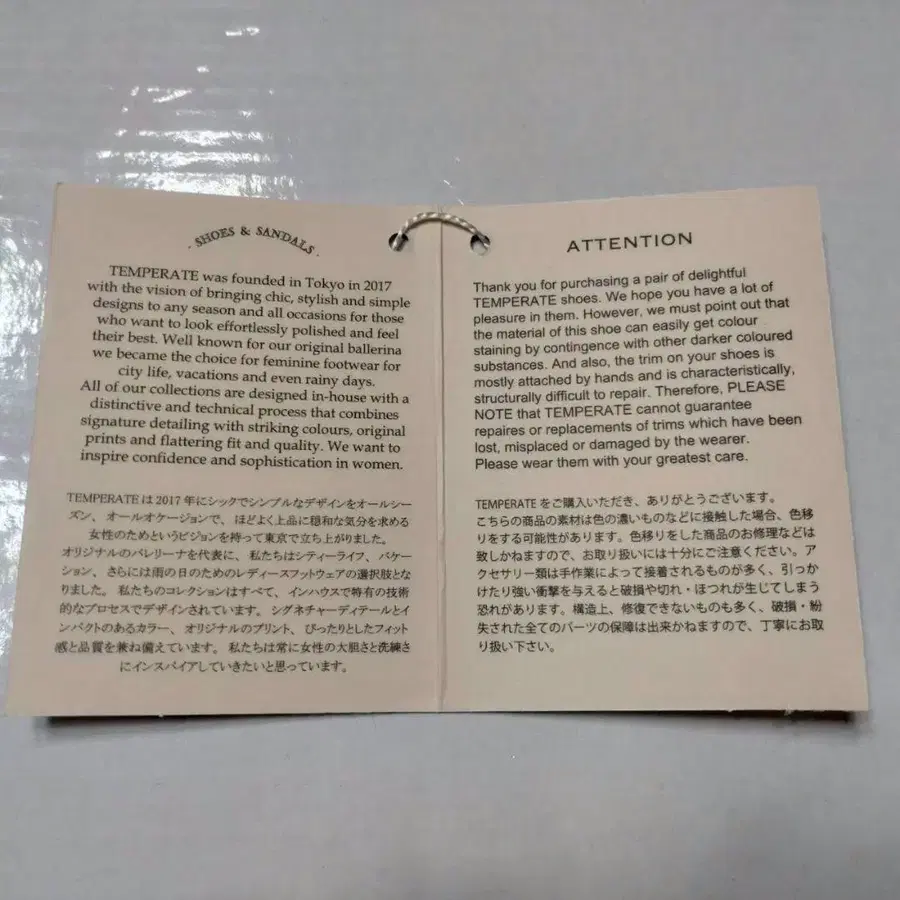 · SHOES & SANDALS ·
TEMPERATE was founded in Tokyo in 2017
with the vision of bringing chic, stylish and simple
designs to any season and all occasions for those
who want to look effortlessly polished and feel
their best. Well known for our original ballerina
we became the choice for feminine footwear for
city life, vacations and even rainy days.
All of our collections are designed in-house with a
distinctive and technical process that combines
signature detailing with striking colours, original
prints and flattering fit and quality. We want to
inspire confidence and sophistication in women.
TEMPERATEは2017年にシックでシンプルなデザインをオールシー
ズン、オールオケージョンで、ほどよく上品に穏和な気分を求める
女性のためというビジョンを持って東京で立ち上がりました。
オリジナルのバレリーナを代表に、私たちはシティーライフ、バケー
ション、さらには雨の日のためのレディースフットウェアの選択肢とな
りました。私たちのコレクションはすべて、インハウスで特有の技術
的なプロセスでデザインされています。シグネチャーディテールとイ
ンパクトのあるカラー、オリジナルのプリント、ぴったりとしたフィット
感と品質を兼ね備えています。私たちは常に女性の大胆さと洗練さ
にインスパイアしていきたいと思っています。
ATTENTION
Thank you for purchasing a pair of delightful
TEMPERATE shoes. We hope you have a lot of
pleasure in them. However, we must point out that
the material of this shoe can easily get colour
staining by contingence with other darker coloured
substances. And also, the trim on your shoes is
mostly attached by hands and is characteristically,
structurally difficult to repair. Therefore, PLEASE
NOTE that TEMPERATE cannot guarantee
repairs or replacements of trims which have been
lost, misplaced or damaged by the wearer.
Please wear them with your greatest care.
TEMPERATEをご購入いただき、ありがとうございます。
こちらの商品の素材は色の濃いものなどに接触した場合、色移
りをする可能性があります。色移りをした商品のお修理などは
致しかねますので、お取り扱いには十分にご注意ください。ア
クセサリー類は手作業によって接着されるものが多く、引っか
けたり強い衝撃を与えると破損や切れ・ほつれが生じてしまう
恐れがあります。構造上、修復できないものも多く、破損・紛
失された全てのパーツの保障は出来かねますので、丁寧にお取
り扱い下さい。